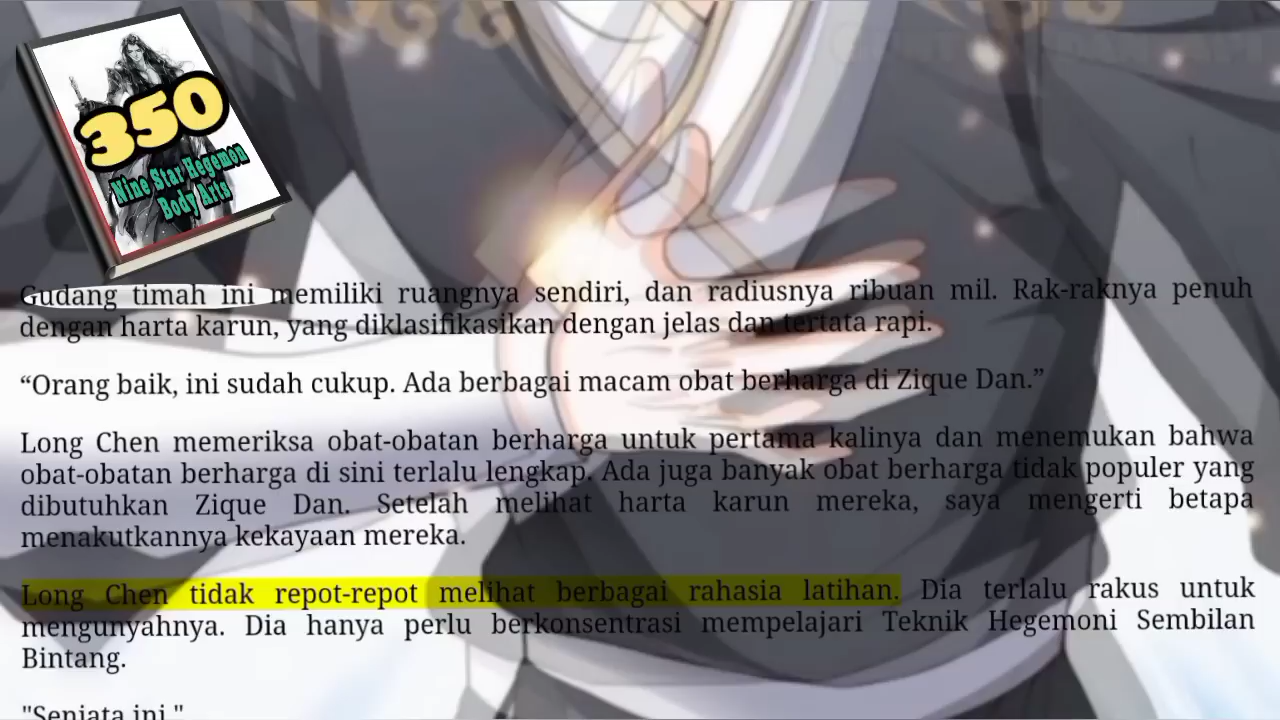 350
Nine Star Hegemon
Body Arts
Gudang timah ini memiliki ruangnya sendiri, dan radiusnya ribuan mil. Rak-raknya penuh
dengan harta karun, yang diklasifikasikan dengan jelas dan tertata rapi.
“Orang baik, ini sudah cukup. Ada berbagai macam obat berharga di Zique Dan.”
Long Chen memeriksa obat-obatan berharga untuk pertama kalinya dan menemukan bahwa
obat-obatan berharga di sini terlalu lengkap. Ada juga banyak obat berharga tidak populer yang
dibutuhkan Zique Dan. Setelah melihat harta karun mereka, saya mengerti betapa
menakutkannya kekayaan mereka.
Long Chen tidak repot-repot melihat berbagai rahasia latihan. Dia terlalu rakus untuk
mengunyahnya. Dia hanya perlu berkonsentrasi mempelajari Teknik Hegemoni Sembilan
Bintang.
"Senjata ini "